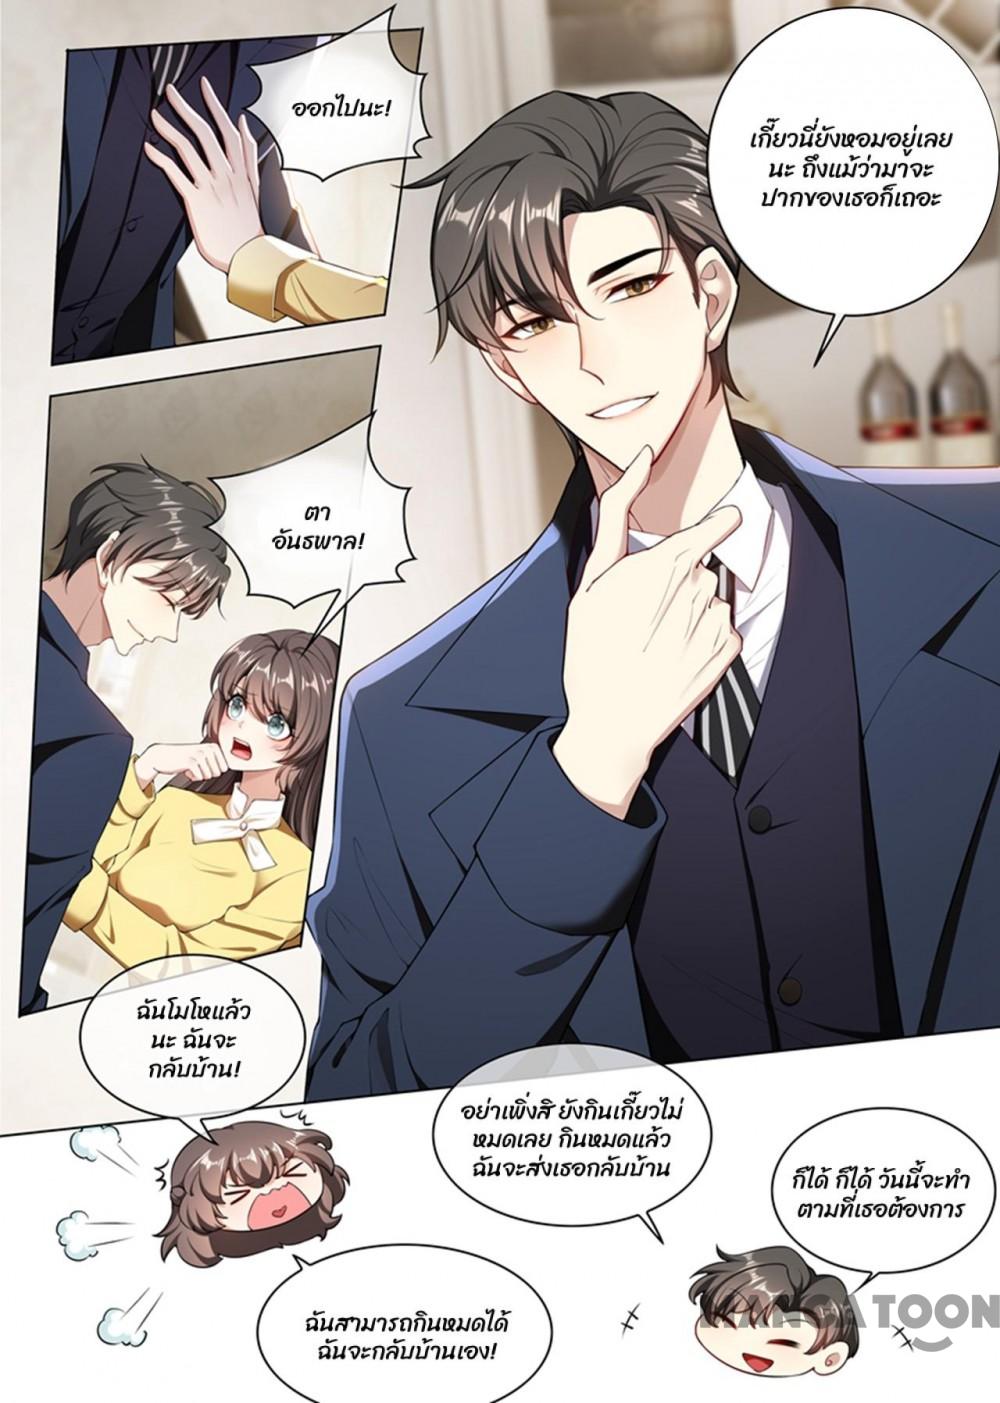 ออกไปนะ!
เกี๊ยวนี่ยังหอมอยู่เลย
นะ ถึงแม้ว่ามาจะ
ปากของเธอก็เถอะ
ตา
อันธพาล!
ฉันโมโหแล้ว
นะ ฉันจะ
กลับบ้าน!
อย่าเพิ่งสิ ยังกินเกี๊ยวไม่
หมดเลย กินหมดแล้ว
ฉันจะส่งเธอกลับบ้าน
ก็ได้ ก็ได้ วันนี้จะทำ
ตามที่เธอต้องการ
ฉันสามารถกินหมดได้
ฉันจะกลับบ้านเอง!
MANGA TOON